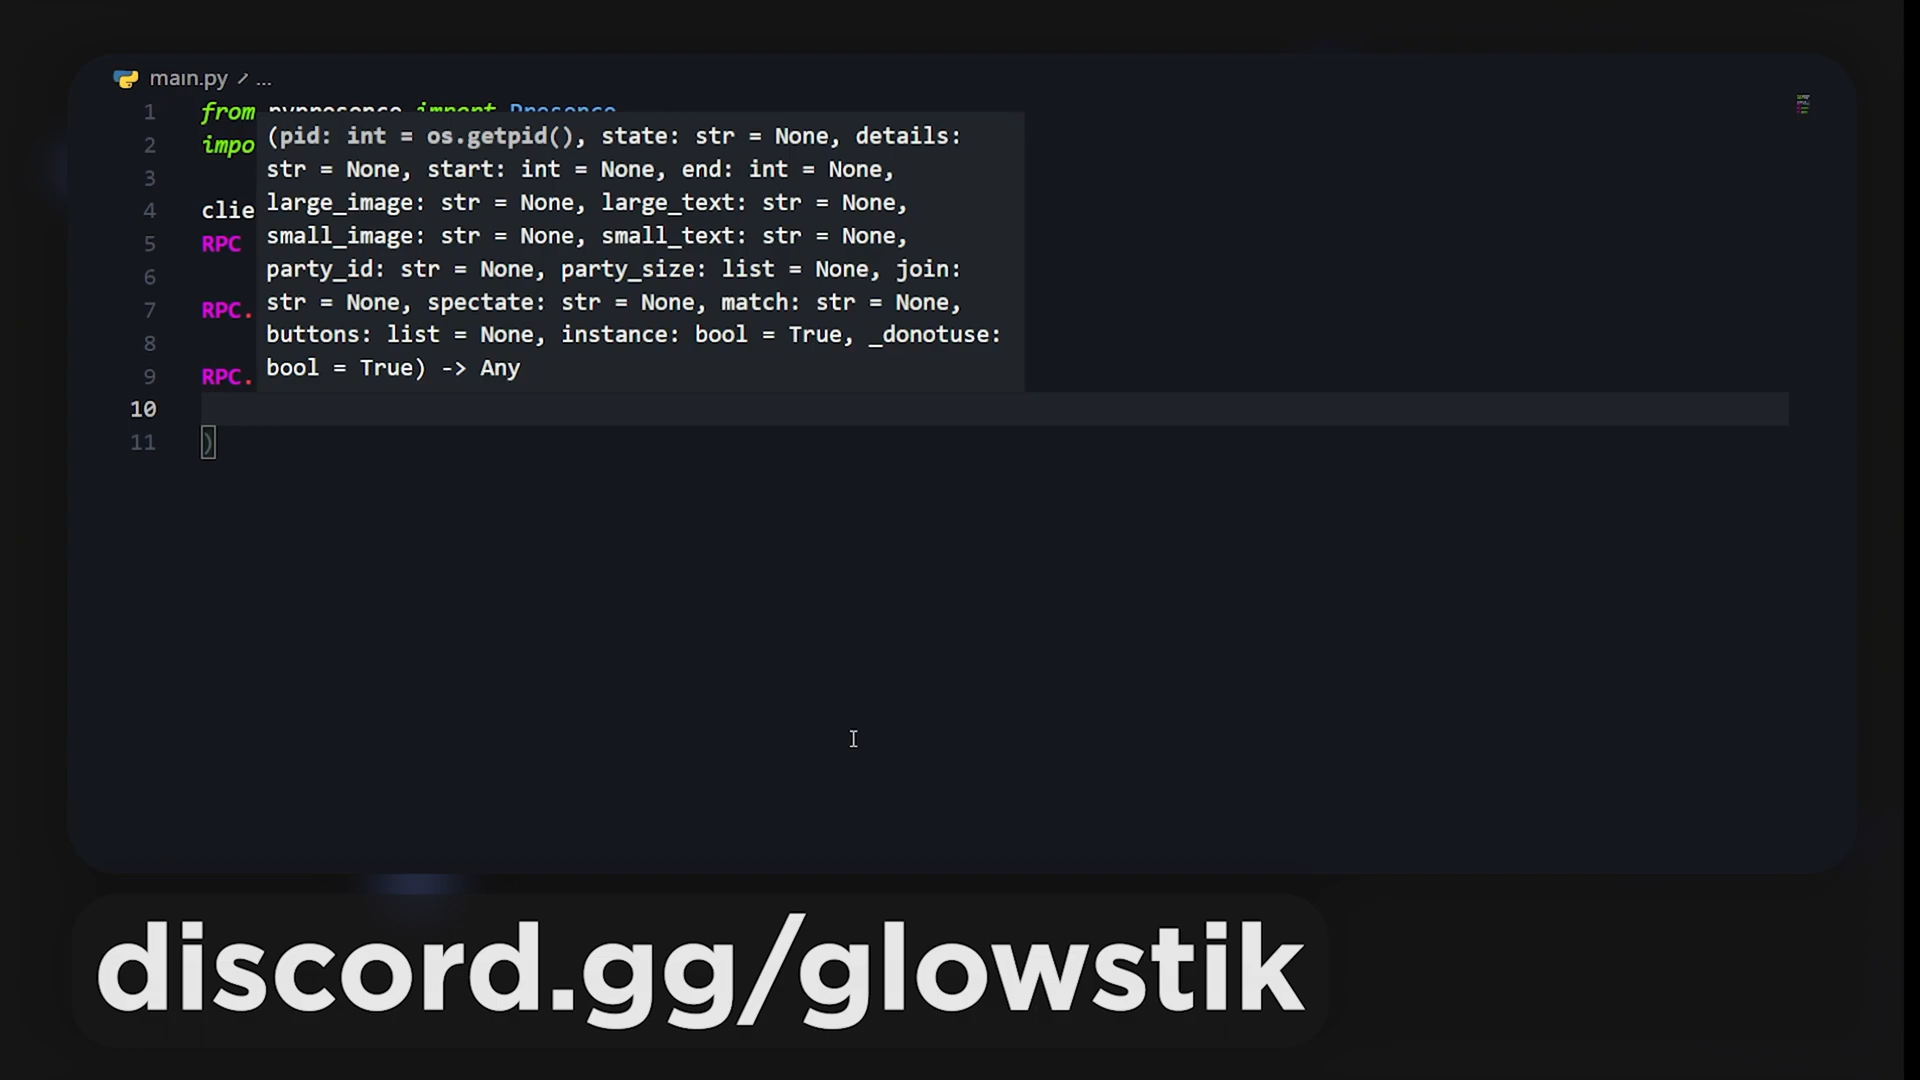 main.py ...
1 from pypresence import Presence
2 impo
3
4 clie
5 RPC
6
7 RPC.
8
9 RPC.
10
11 )
(pid: int = os.getpid(), state: str = None, details:
str = None, start: int = None, end: int = None,
large_image: str = None, large_text: str = None,
small_image: str = None, small_text: str = None,
party_id: str = None, party_size: list = None, join:
str = None, spectate: str = None, match: str = None,
buttons: list = None, instance: bool = True, _donotuse:
bool = True) -> Any
discord.gg/glowstik